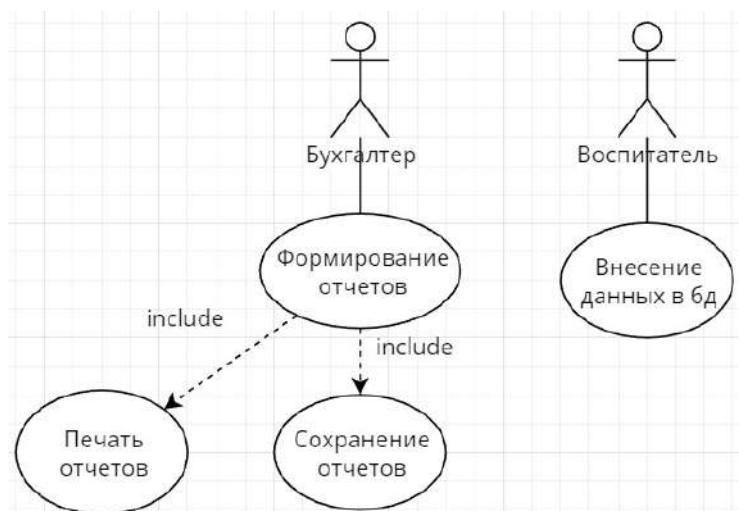 Бухгалтер
Воспитатель
Формирование
отчетов
Внесение
данных в бд
include
include
Печать
отчетов
Сохранение
отчетов